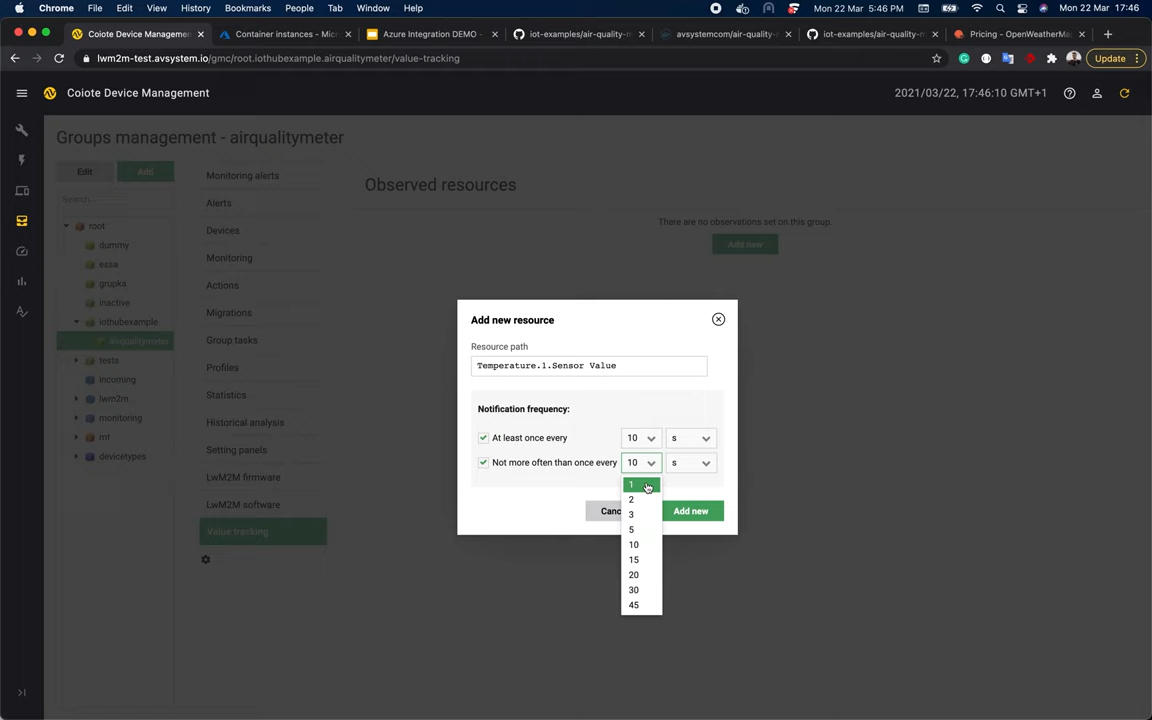 Chrome File Edit View History Bookmarks People Tab Window Help Mon 22 Mar 5:46 PM Mon 22 Mar 17:46
Coiote Device Managemen Container instances - Mic Azure Integration DEMO - iot-examples/air-quality-m avsystemcom/air-quality- iot-examples/air-quality-m Pricing - OpenWeatherMa
lwm2m-test.avsystem.io/gmc/root.iothubexample.airqualitymeter/value-tracking Update
Coiote Device Management 2021/03/22, 17:46:10 GMT+1
Groups management - airqualitymeter
Edit Add
Search...
root
dummy
essa
grupka
inactive
iothubexample
airqualitymeter
tests
incoming
lwm2m
monitoring
mt
devicetypes
Monitoring alerts
Alerts
Devices
Monitoring
Actions
Migrations
Group tasks
Profiles
Statistics
Historical analysis
Setting panels
LwM2M firmware
LwM2M software
Value tracking
Observed resources
There are no observations set on this group.
Add new
Add new resource
Resource path
Temperature.1.Sensor Value
Notification frequency:
At least once every 10 s
Not more often than once every 10 s
1
2
3
5
10
15
20
30
45
Canc Add new